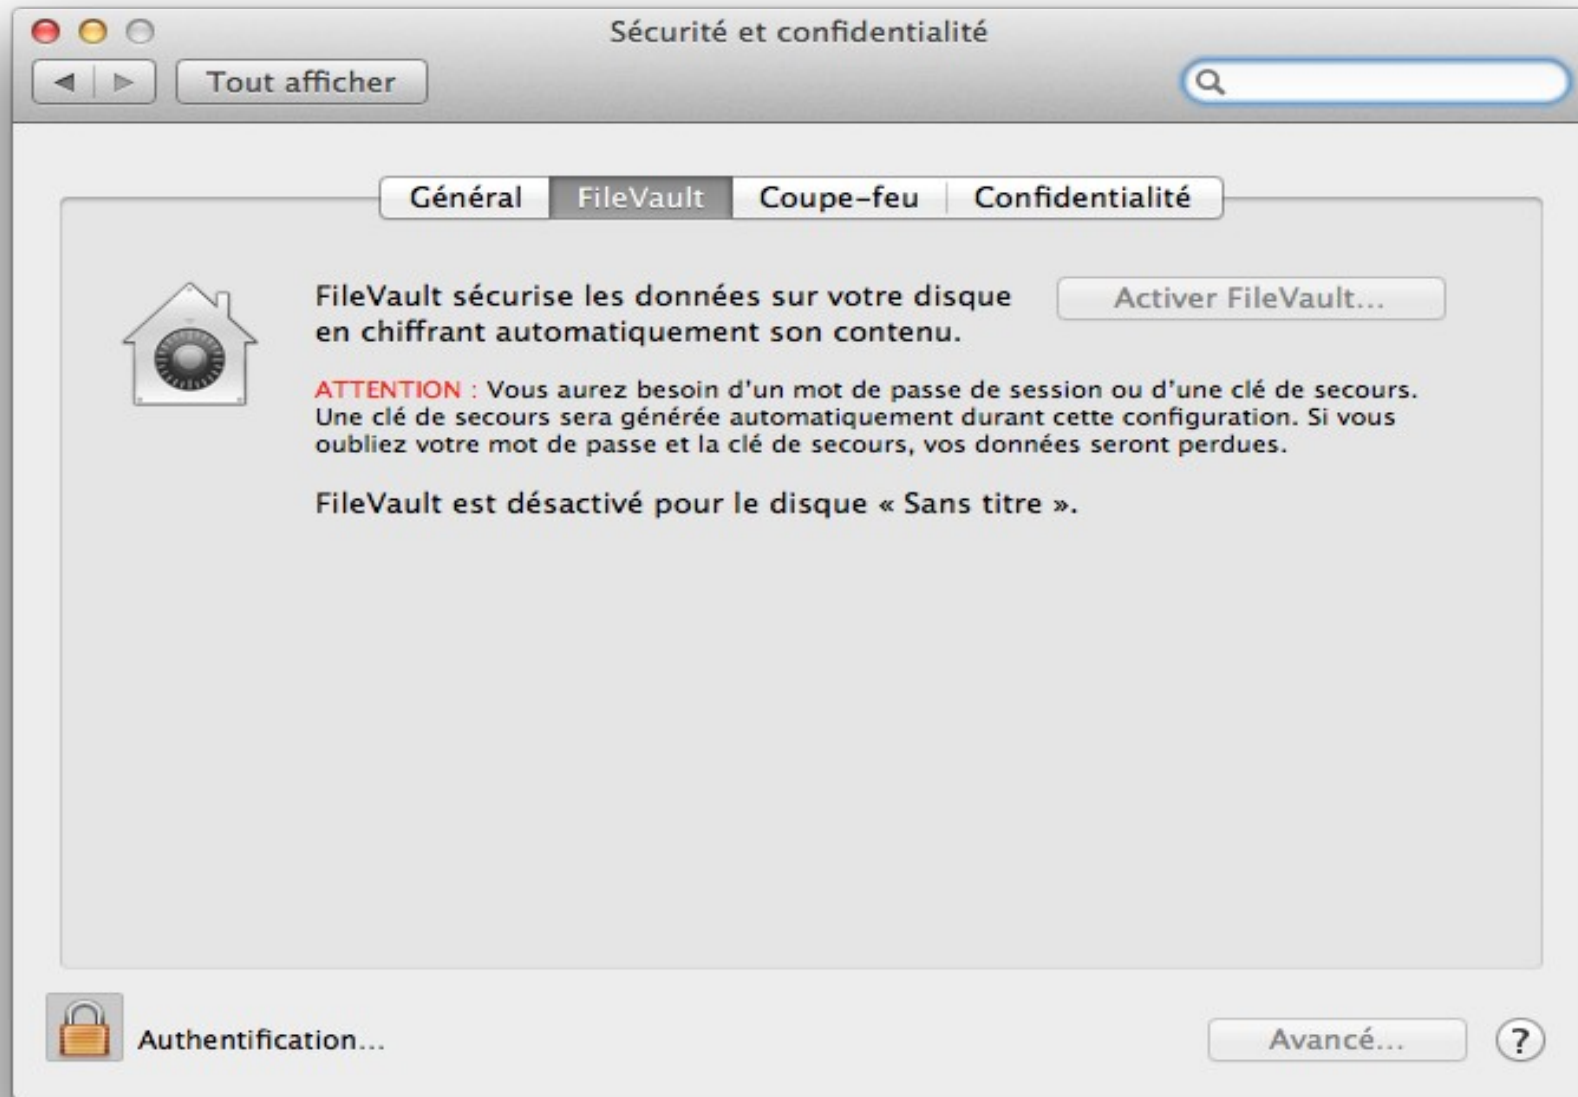 Sécurité et confidentialité
Tout afficher
Général
FileVault
Coupe-feu
Confidentialité
FileVault sécurise les données sur votre disque
en chiffrant automatiquement son contenu.
Activer FileVault...
ATTENTION : Vous aurez besoin d’un mot de passe de session ou d’une clé de secours.
Une clé de secours sera générée automatiquement durant cette configuration. Si vous
oubliez votre mot de passe et la clé de secours, vos données seront perdues.
FileVault est désactivé pour le disque « Sans titre ».
Authentification...
Avancé...
?